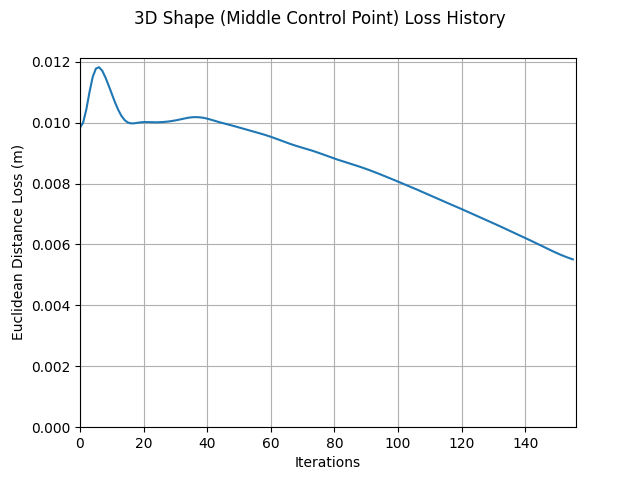 3D Shape (Middle Control Point) Loss History
0.012
0.010
0.008
0.006
0.004
0.002
0.000
Euclidean Distance Loss (m)
0 20 40 60 80 100 120 140
Iterations